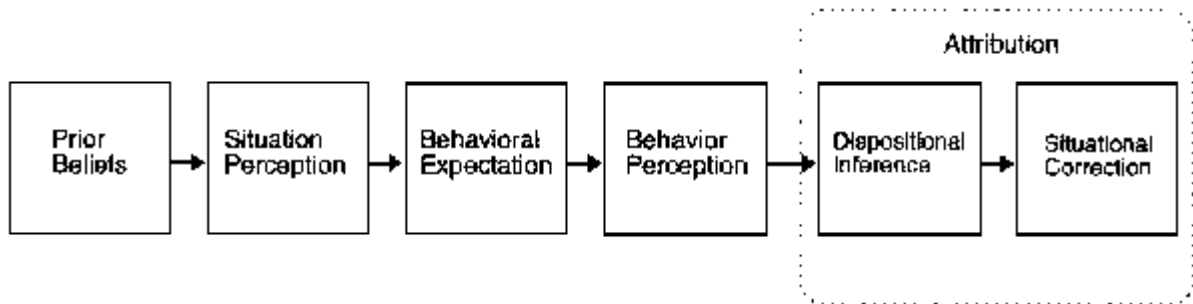 Attribution
Prior
Beliefs
Situation
Perception
Behavioral
Expectation
Behavior
Perception
Dispositional
Inference
Situational
Correction